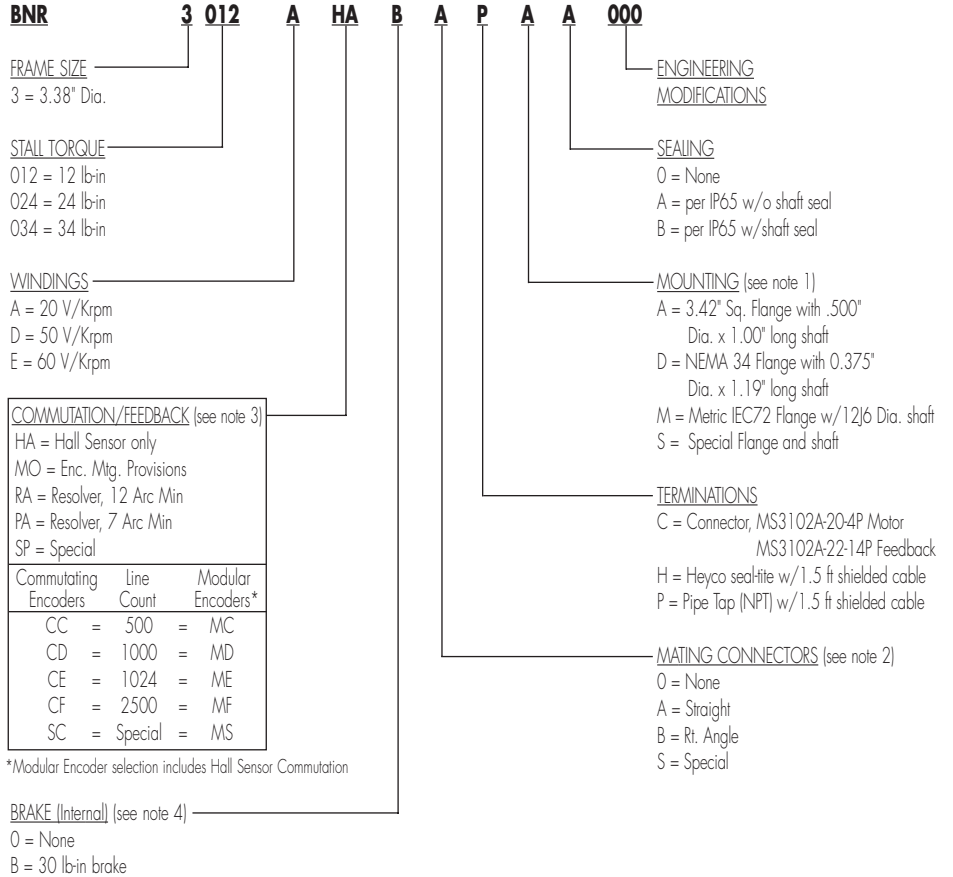 BNR 3 012 A HA B A P A A 000
FRAME SIZE
3 = 3.38" Dia.
STALL TORQUE
012 = 12 lb-in
024 = 24 lb-in
034 = 34 lb-in
WINDINGS
A = 20 V/Krpm
D = 50 V/Krpm
E = 60 V/Krpm
COMMUTATION/FEEDBACK (see note 3)
HA = Hall Sensor only
MO = Enc. Mtg. Provisions
RA = Resolver, 12 Arc Min
PA = Resolver, 7 Arc Min
SP = Special
Commutating Line Modular
Encoders Count Encoders*
CC = 500 = MC
CD = 1000 = MD
CE = 1024 = ME
CF = 2500 = MF
SC = Special = MS
*Modular Encoder selection includes Hall Sensor Commutation
BRAKE (Internal) (see note 4)
0 = None
B = 30 lb-in brake
ENGINEERING
MODIFICATIONS
SEALING
0 = None
A = per IP65 w/o shaft seal
B = per IP65 w/shaft seal
MOUNTING (see note 1)
A = 3.42" Sq. Flange with .500"
Dia. x 1.00" long shaft
D = NEMA 34 Flange with 0.375"
Dia. x 1.19" long shaft
M = Metric IEC72 Flange w/12J6 Dia. shaft
S = Special Flange and shaft
TERMINATIONS
C = Connector, MS3102A-20-4P Motor
MS3102A-22-14P Feedback
H = Heyco seal-tite w/1.5 ft shielded cable
P = Pipe Tap (NPT) w/1.5 ft shielded cable
MATING CONNECTORS (see note 2)
0 = None
A = Straight
B = Rt. Angle
S = Special